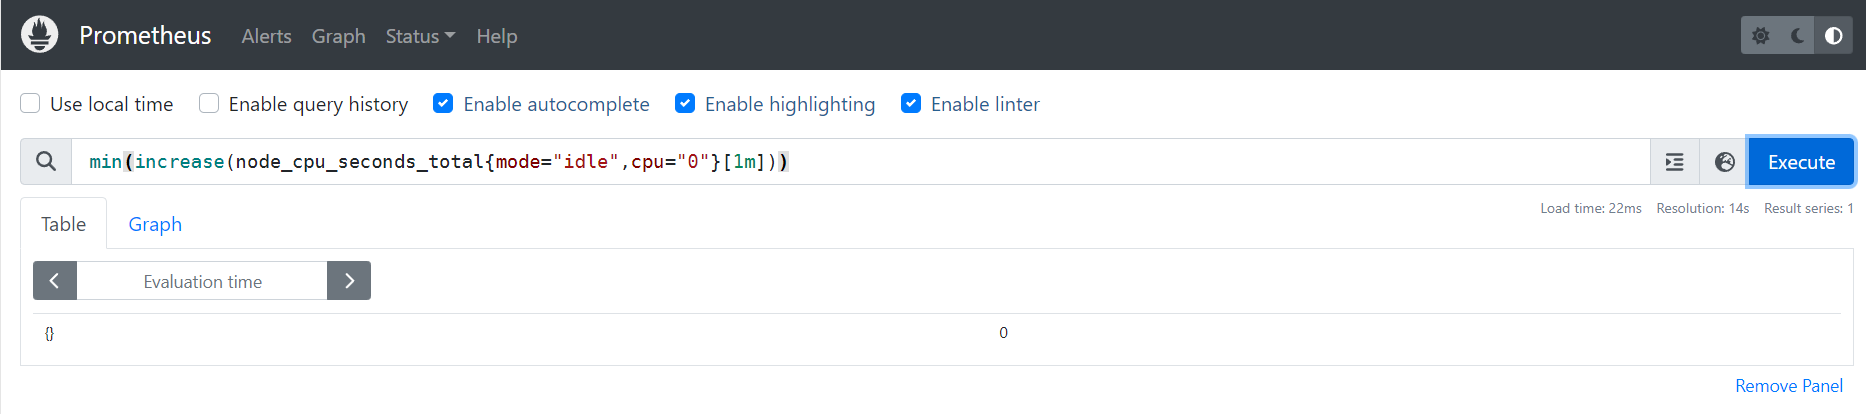 Prometheus Alerts Graph Status Help
Use local time Enable query history Enable autocomplete Enable highlighting Enable linter
min(increase(node_cpu_seconds_total{mode="idle",cpu="0"}[1m])) Execute
Table Graph Load time: 22ms Resolution: 14s Result series: 1
Evaluation time
{} 0
Remove Panel